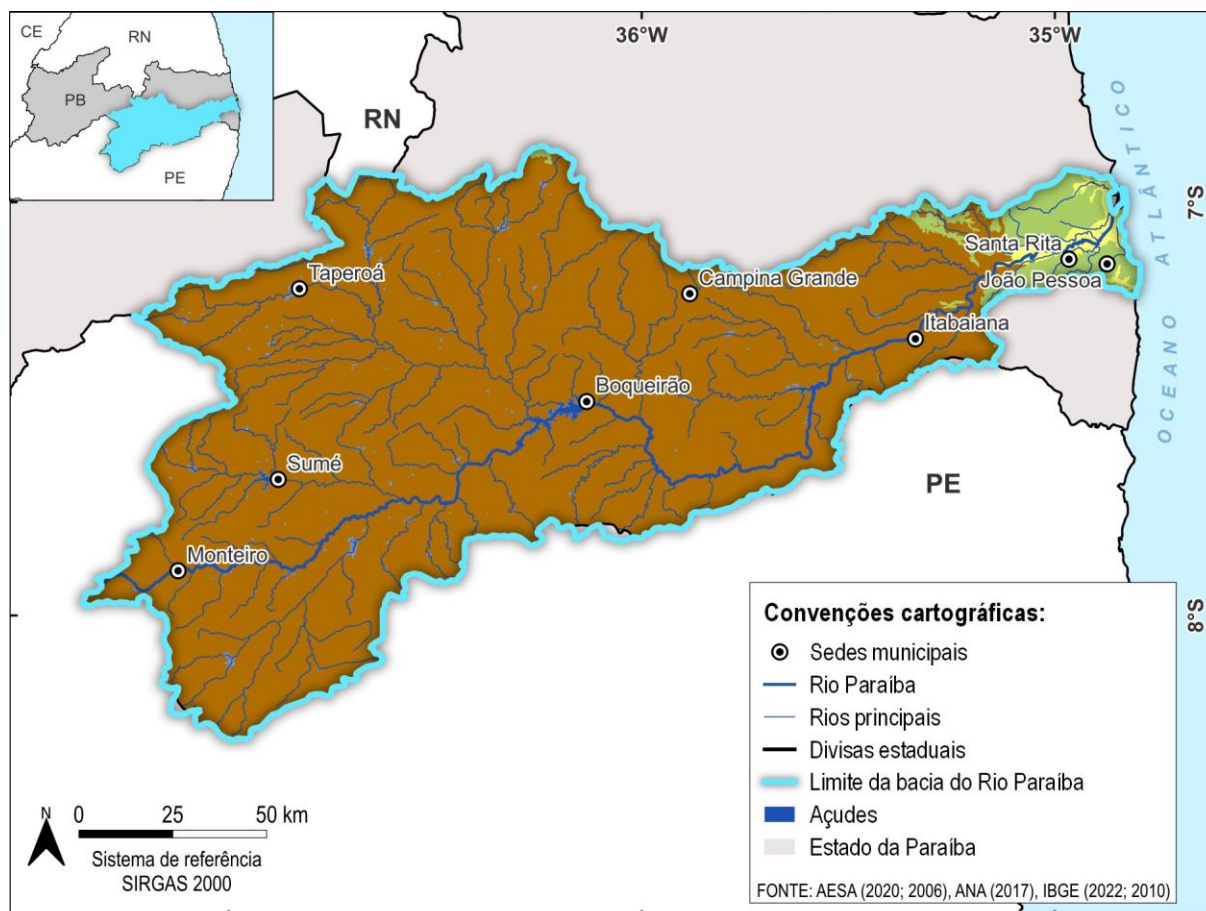 CE
RN
PB
PE
36°W
35°W
RN
OCEANO ATLÂNTICO
7°S
Taperoá
Campina Grande
Santa Rita
João Pessoa
Itabaiana
Boqueirão
Sumé
PE
Monteiro
8°S
N
0 25 50 km
Sistema de referência
SIRGAS 2000
Convenções cartográficas:
Sedes municipais
Rio Paraíba
Rios principais
Divisas estaduais
Limite da bacia do Rio Paraíba
Açudes
Estado da Paraíba
FONTE: AESA (2020; 2006), ANA (2017), IBGE (2022; 2010)